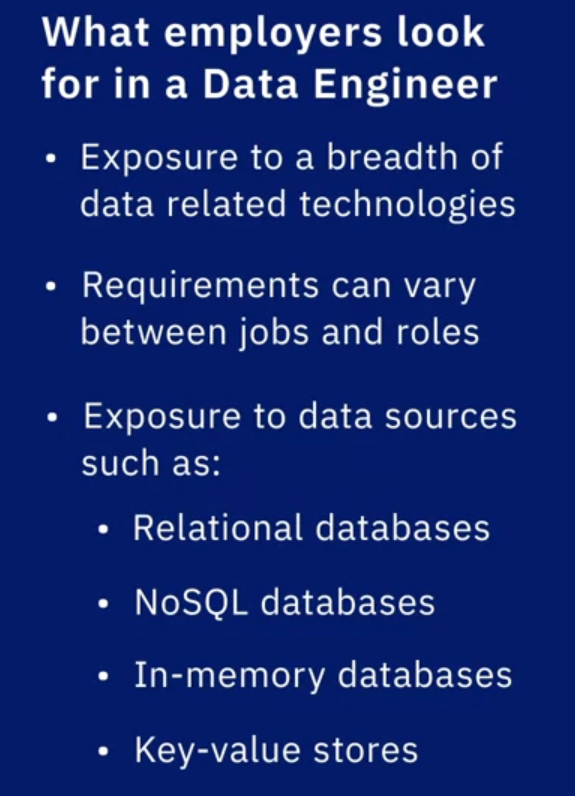 What employers look
for in a Data Engineer
• Exposure to a breadth of
data related technologies
• Requirements can vary
between jobs and roles
• Exposure to data sources
such as:
• Relational databases
• NoSQL databases
• In-memory databases
• Key-value stores